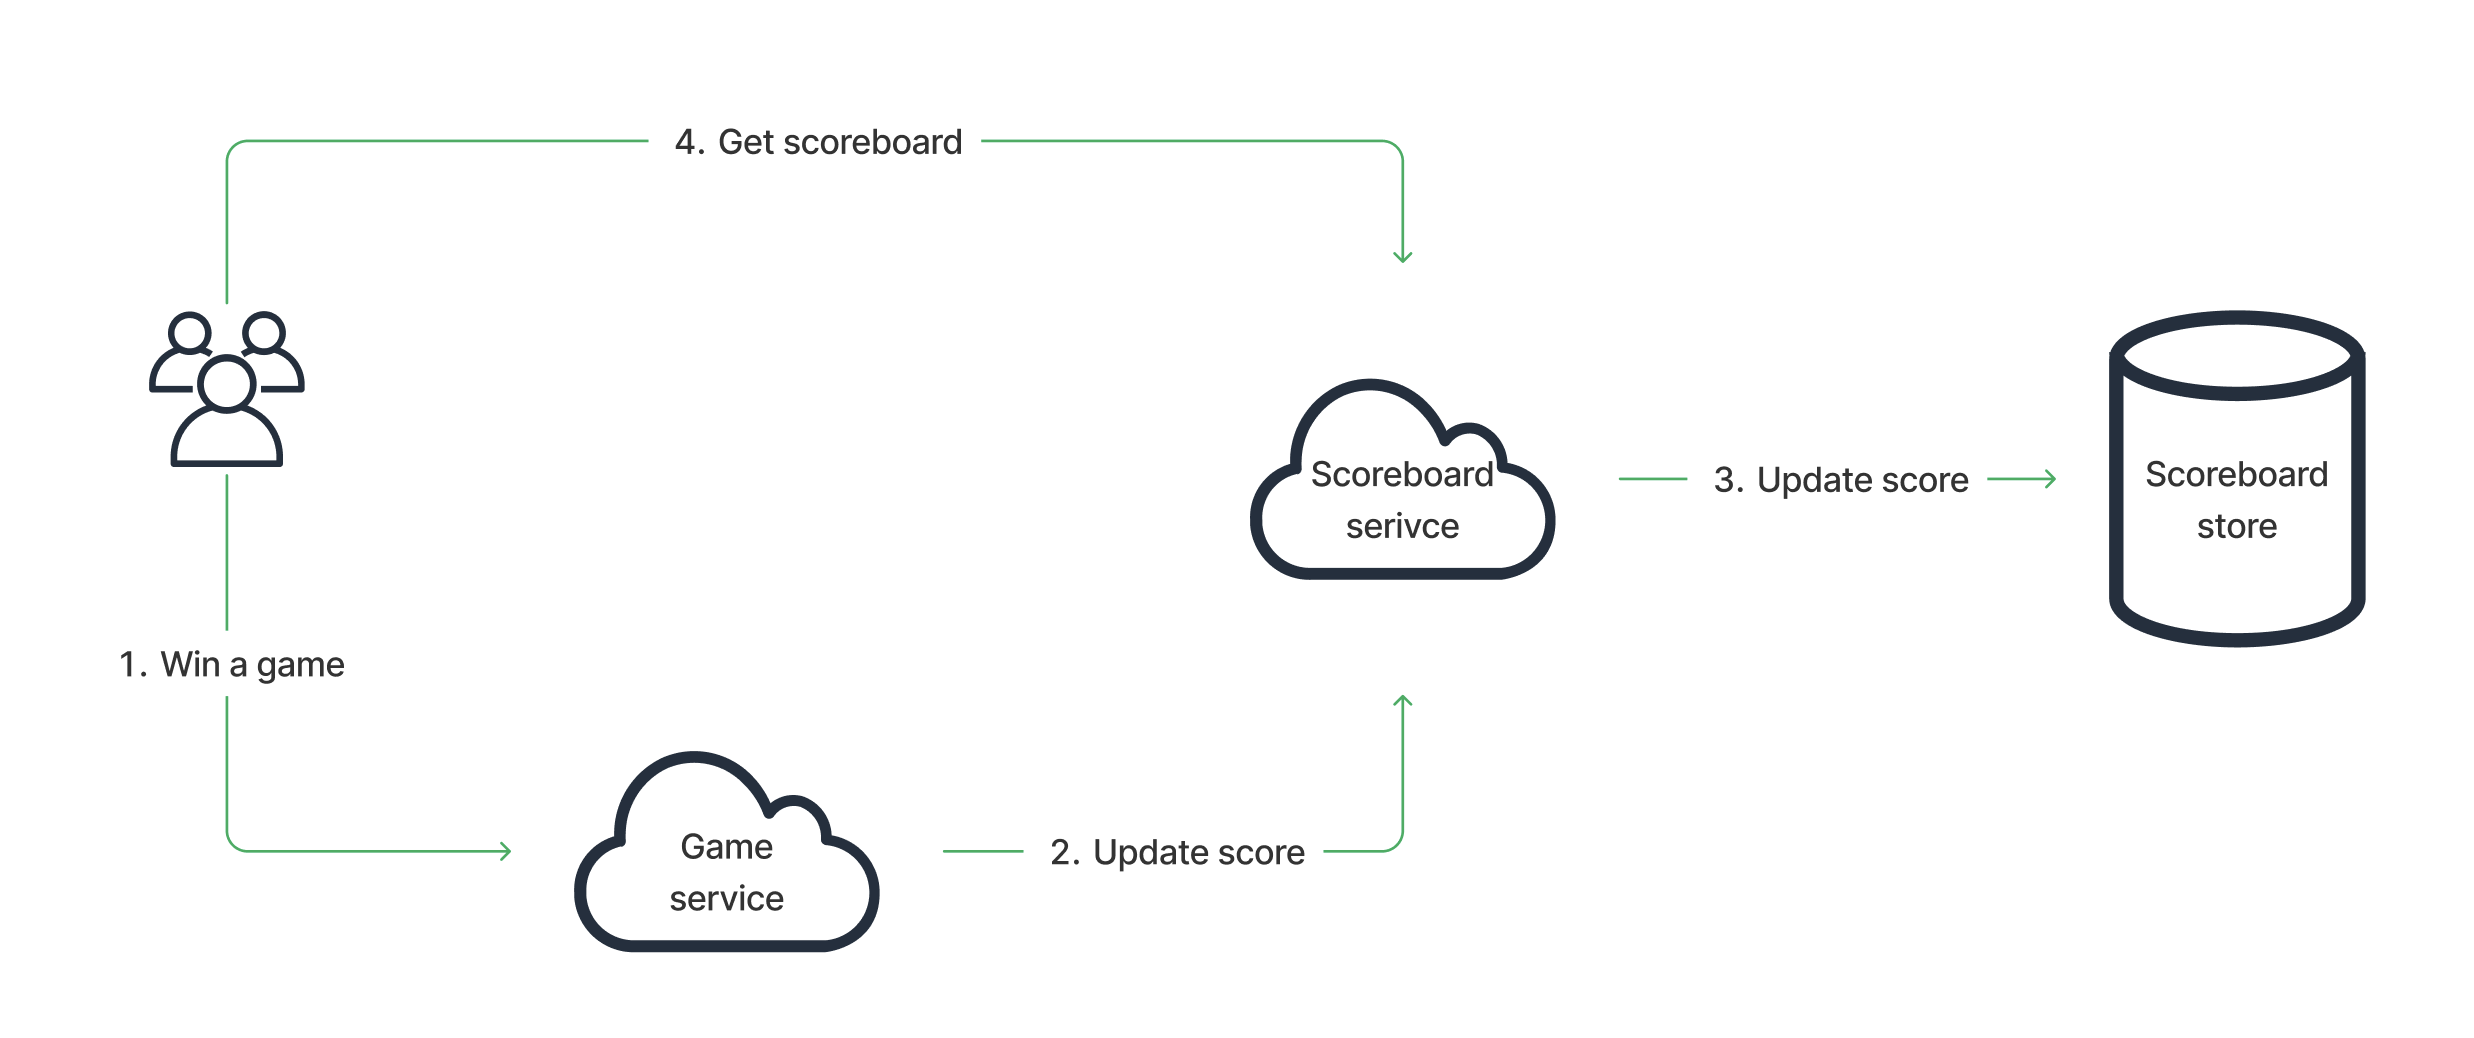 4. Get scoreboard
Scoreboard
serivce
3. Update score
Scoreboard
store
1. Win a game
Game
service
2. Update score